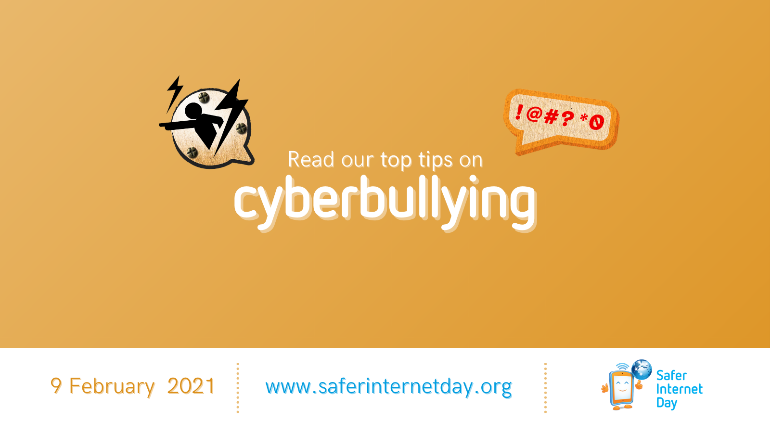 !@#?*0
Read our top tips on
cyberbullying
9 February 2021
www.saferinternetday.org
Safer
Internet
Day